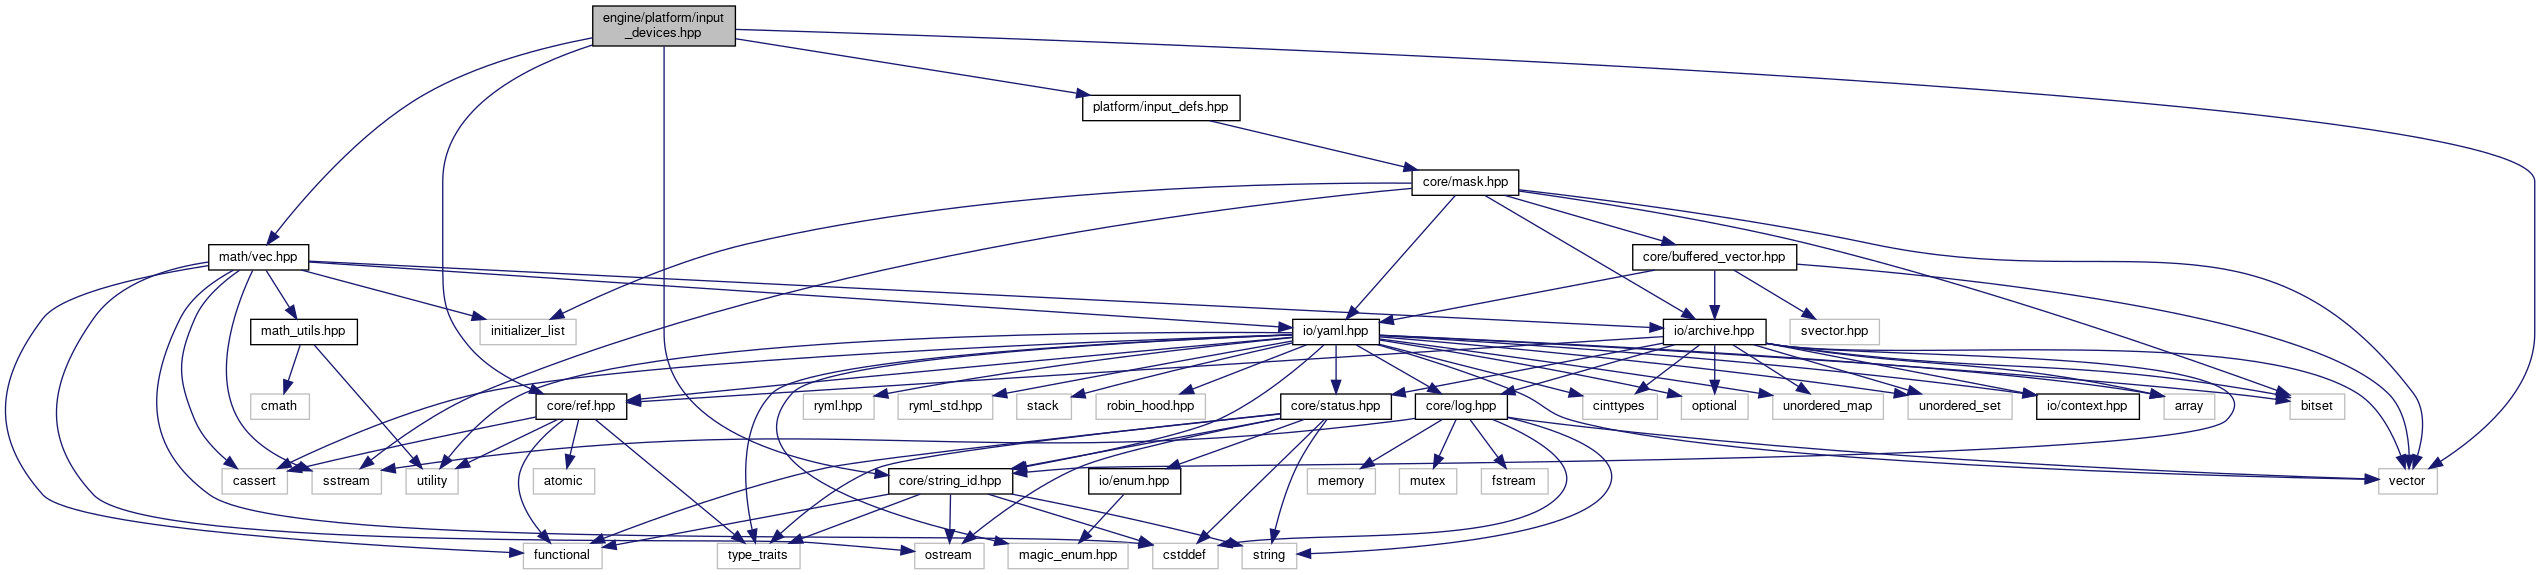 engine/platform/input
_devices.hpp
platform/input_defs.hpp
core/mask.hpp
math/vec.hpp
core/buffered_vector.hpp
math_utils.hpp
initializer_list
io/yaml.hpp
io/archive.hpp
svector.hpp
cmath
core/ref.hpp
ryml.hpp
ryml_std.hpp
stack
robin_hood.hpp
core/status.hpp
core/log.hpp
cinttypes
optional
unordered_map
unordered_set
io/context.hpp
array
bitset
cassert
sstream
utility
atomic
core/string_id.hpp
io/enum.hpp
memory
mutex
fstream
vector
functional
type_traits
ostream
magic_enum.hpp
cstddef
string